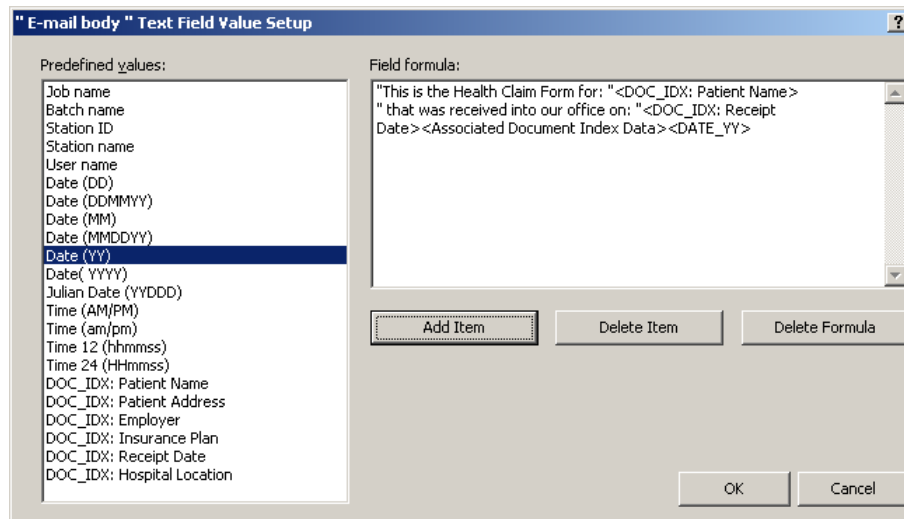 " E-mail body " Text Field Value Setup
?
Predefined values:
Job name
Batch name
Station ID
Station name
User name
Date (DD)
Date (DDMMYY)
Date (MM)
Date (MMDDYY)
Date (YY)
Date( YYYY)
Julian Date (YYDDD)
Time (AM/PM)
Time (am/pm)
Time 12 (hhmmss)
Time 24 (HHmmss)
DOC_IDX: Patient Name
DOC_IDX: Patient Address
DOC_IDX: Employer
DOC_IDX: Insurance Plan
DOC_IDX: Receipt Date
DOC_IDX: Hospital Location
Field formula:
"This is the Health Claim Form for: "<DOC_IDX: Patient Name>
" that was received into our office on: "<DOC_IDX: Receipt
Date><Associated Document Index Data><DATE_YY>
Add Item
Delete Item
Delete Formula
OK
Cancel